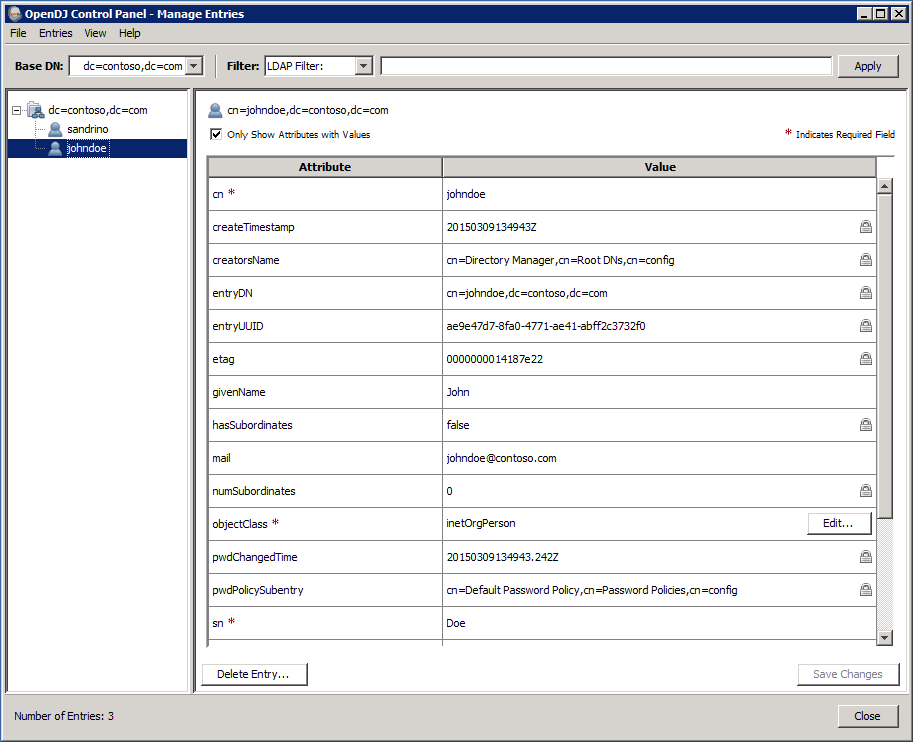 OpenDJ Control Panel - Manage Entries
File Entries View Help
Base DN: dc=contoso,dc=com Filter: LDAP Filter: Apply
dc=contoso,dc=com
sandrino
johndoe
cn=johndoe,dc=contoso,dc=com
Only Show Attributes with Values * Indicates Required Field
Attribute Value
cn * johndoe
createTimestamp 20150309134943Z
creatorsName cn=Directory Manager,cn=Root DNs,cn=config
entryDN cn=johndoe,dc=contoso,dc=com
entryUUID ae9e47d7-8fa0-4771-ae41-abff2c3732f0
etag 0000000014187e22
givenName John
hasSubordinates false
mail johndoe@contoso.com
numSubordinates 0
objectClass * inetOrgPerson Edit...
pwdChangedTime 20150309134943.242Z
pwdPolicySubentry cn=Default Password Policy,cn=Password Policies,cn=config
sn * Doe
Delete Entry... Save Changes
Number of Entries: 3 Close